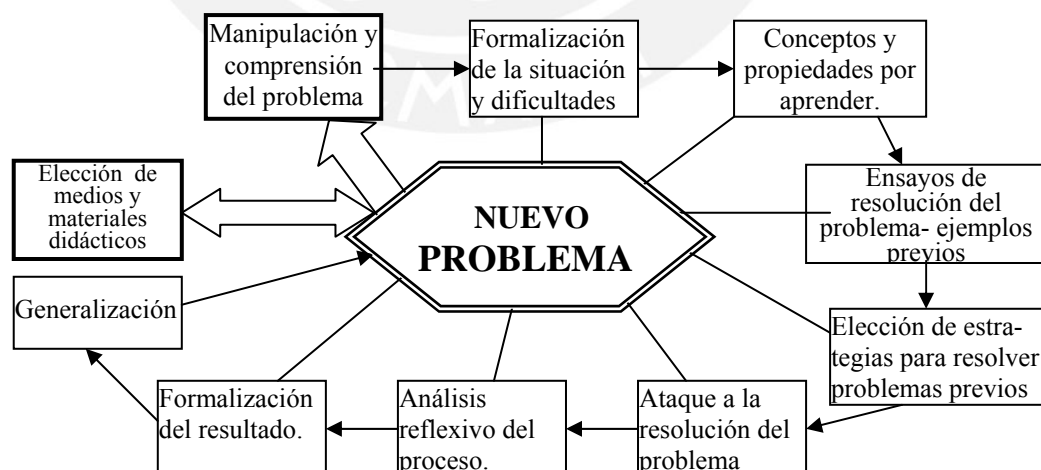 Manipulación y
comprensión
del problema
Formalización
de la situación
y dificultades
Conceptos y
propiedades por
aprender.
Ensayos de
resolución del
problema- ejemplos
previos
Elección de estra-
tegias para resolver
problemas previos
Ataque a la
resolución del
problema
Análisis
reflexivo del
proceso.
Formalización
del resultado.
Generalización
Elección de
medios y
materiales
didácticos
NUEVO
PROBLEMA